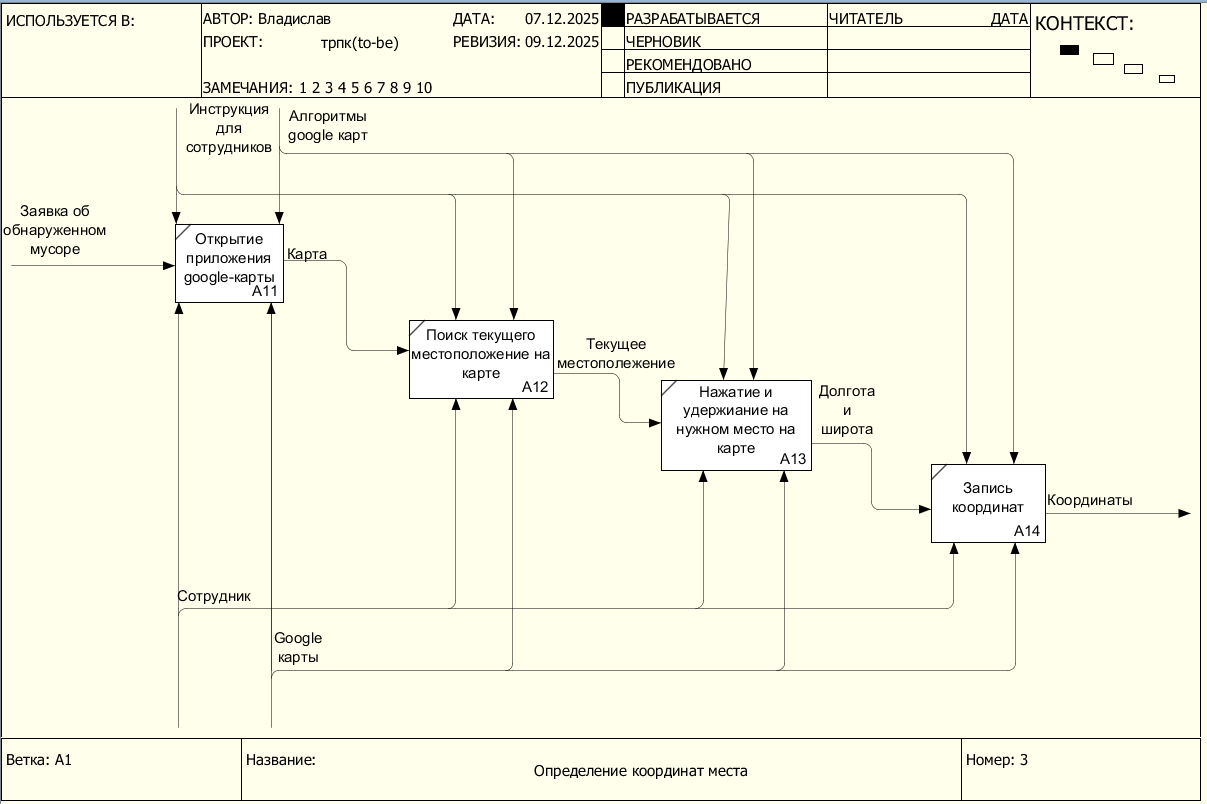 ИСПОЛЬЗУЕТСЯ В:
АВТОР: Владислав
ДАТА: 07.12.2025
ПРОЕКТ: трпк(to-be)
РЕВИЗИЯ: 09.12.2025
ЗАМЕЧАНИЯ: 1 2 3 4 5 6 7 8 9 10
РАЗРАБАТЫВАЕТСЯ
ЧЕРНОВИК
РЕКОМЕНДОВАНО
ПУБЛИКАЦИЯ
ЧИТАТЕЛЬ
ДАТА
КОНТЕКСТ:
Инструкция
для
сотрудников
Алгоритмы
google карт
Заявка об
обнаруженном
мусоре
Открытие
приложения
google-карты
A11
Карта
Поиск текущего
местоположение на
карте
A12
Текущее
местополежение
Нажатие и
удержиание на
нужном место на
карте
A13
Долгота
и
широта
Запись
координат
A14
Координаты
Сотрудник
Google
карты
Ветка: A1
Название:
Определение координат места
Номер: 3